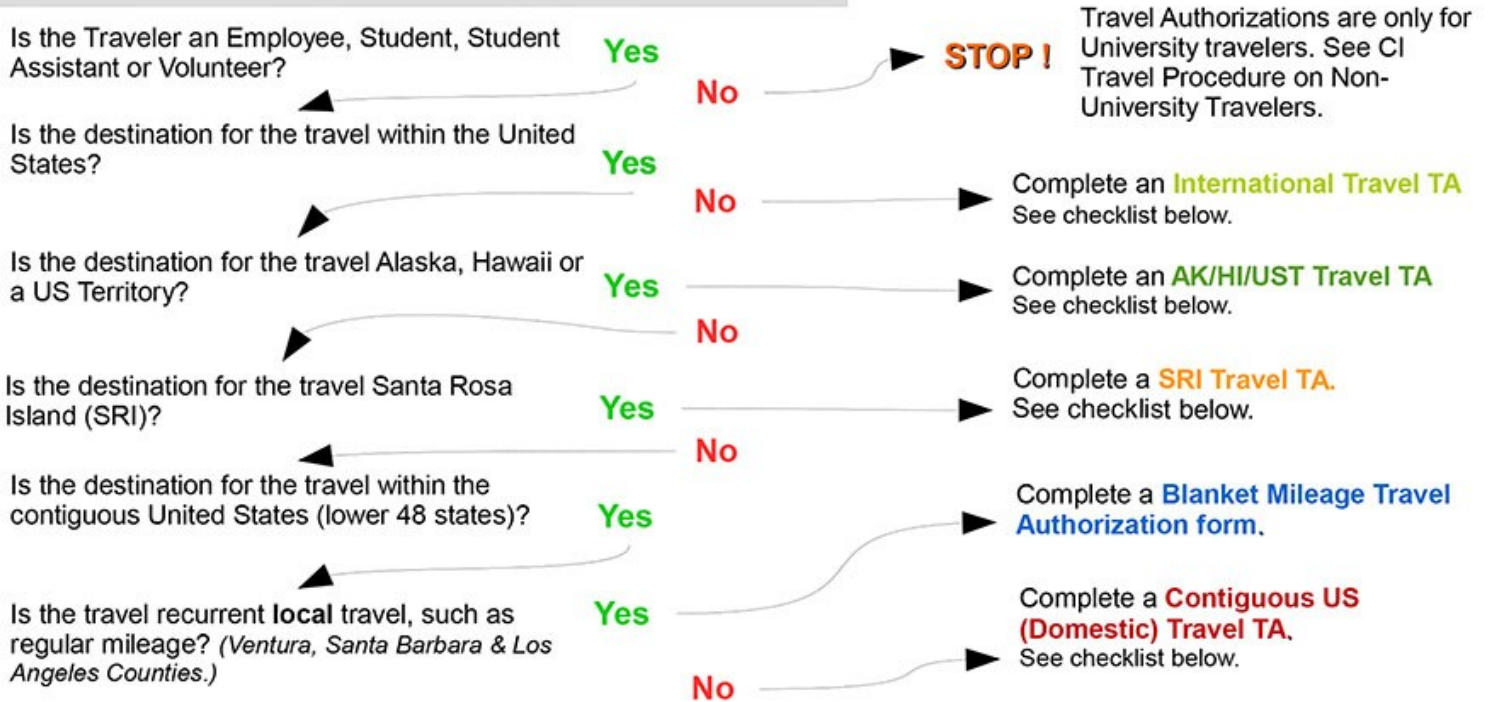 Is the Traveler an Employee, Student, Student
Assistant or Volunteer?
Yes
No
STOP !
Travel Authorizations are only for
University travelers. See CI
Travel Procedure on Non-
University Travelers.
Is the destination for the travel within the United
States?
Yes
No
Complete an International Travel TA
See checklist below.
Is the destination for the travel Alaska, Hawaii or
a US Territory?
Yes
Complete an AK/HI/UST Travel TA
See checklist below.
No
Is the destination for the travel Santa Rosa
Island (SRI)?
Yes
Complete a SRI Travel TA.
See checklist below.
No
Is the destination for the travel within the
contiguous United States (lower 48 states)?
Yes
Is the travel recurrent local travel, such as
regular mileage? (Ventura, Santa Barbara & Los
Angeles Counties.)
Yes
Complete a Blanket Mileage Travel
Authorization form.
No
Complete a Contiguous US
(Domestic) Travel TA.
See checklist below.